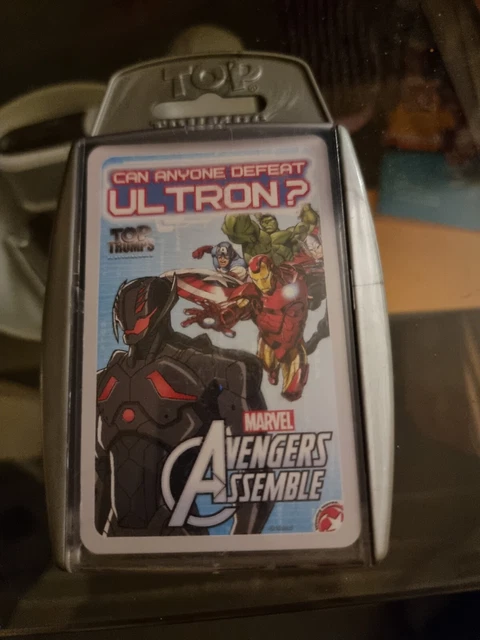 TOP
CAN ANYONE DEFEAT
ULTRON?
TOP
TRUMPS
MARVEL
AVENGERS
ASSEMBLE